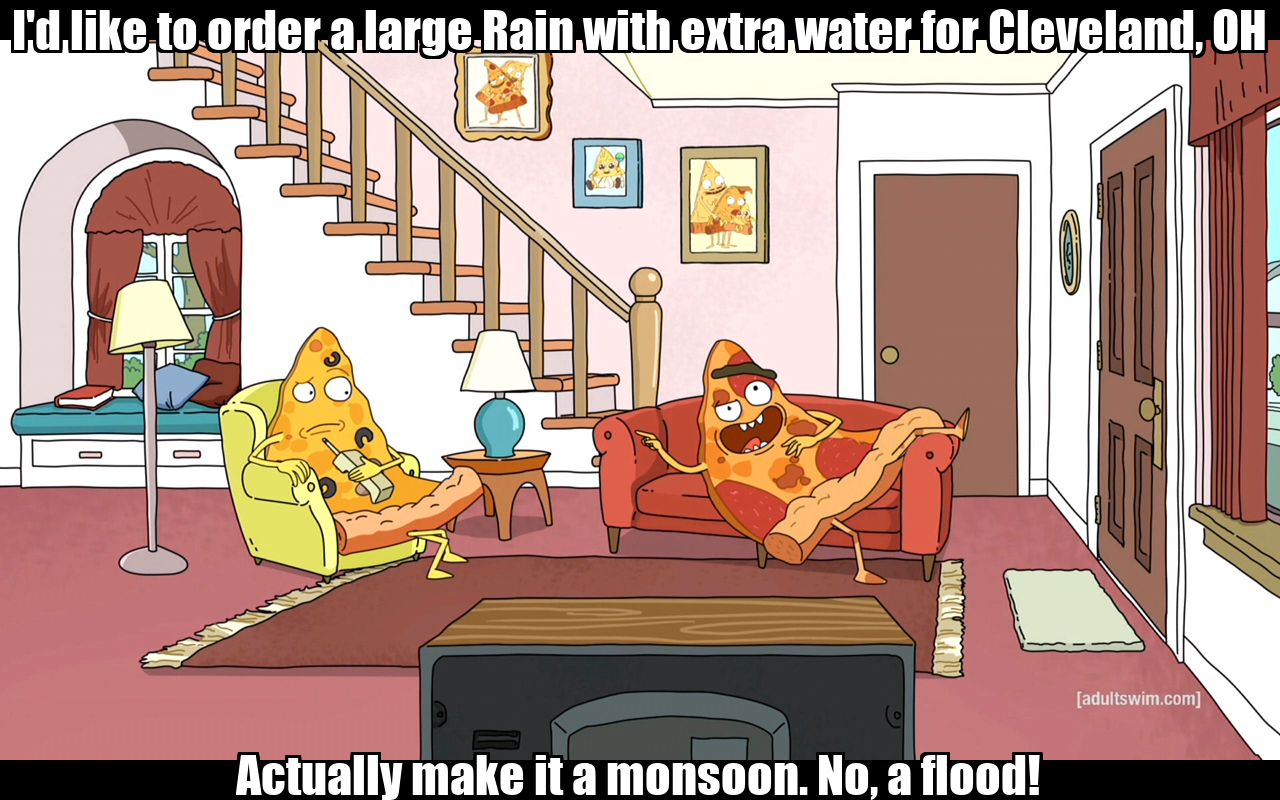 I'd like to order a large Rain with extra water for Cleveland, OH
[adultswim.com]
Actually make it a monsoon. No, a flood!